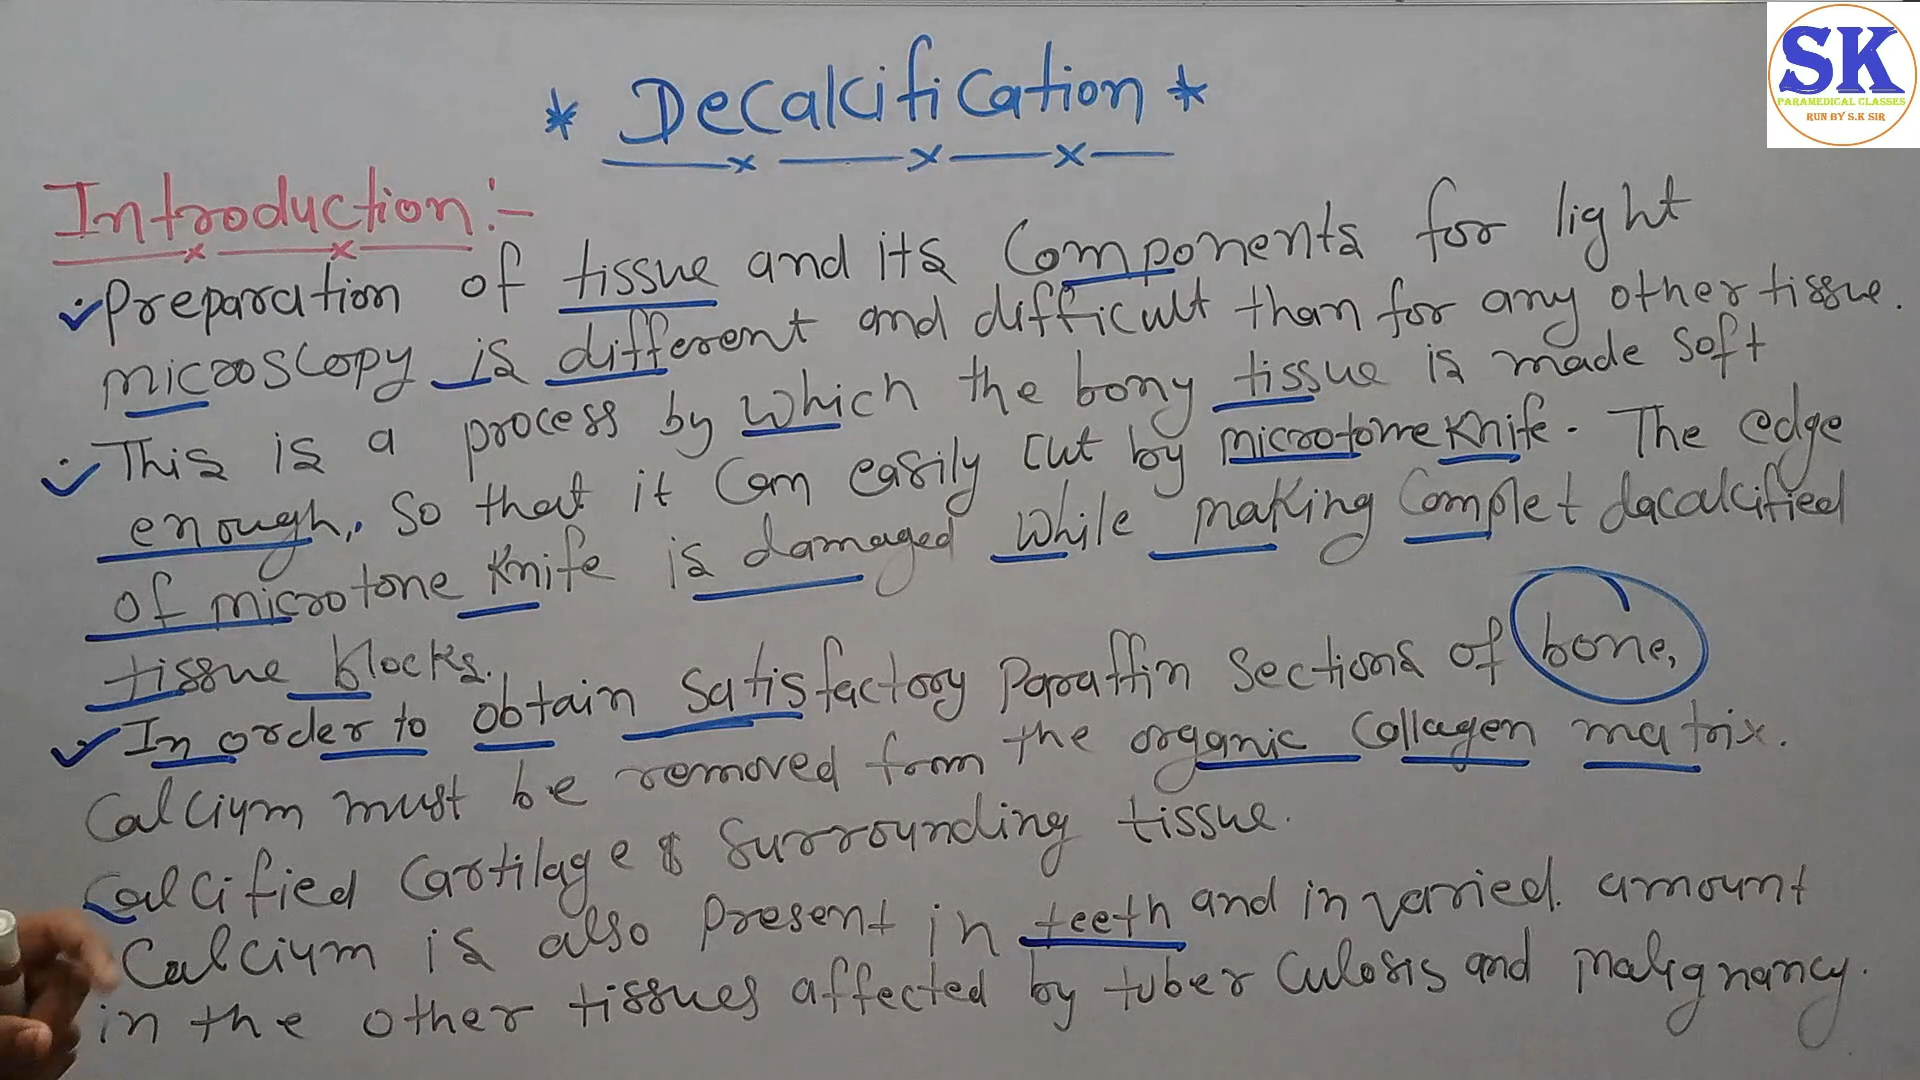 SK
PARAMEDICAL CLASSES
RUN BY S.K SIR
* Decalcification *
Introduction:-
Preparation of tissue and its components for light
microscopy is different and difficult than for any other tissue.
This is a process by which the bony tissue is made soft
enough, so that it can easily cut by microtome knife. The edge
of microtone knife is damaged while making complet dacalcified
tissue blocks.
In order to obtain satisfactory paraffin sections of bone,
calcium must be removed from the organic collagen matrix.
Calcified cartilage & surrounding tissue.
Calcium is also present in teeth and in varied. amount
in the other tissues affected by tuber culosis and malignancy.